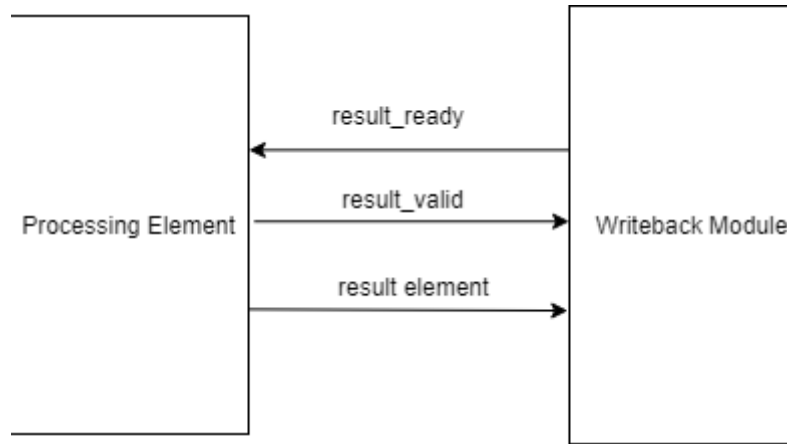 result_ready
result_valid
Processing Element
Writeback Module
result element